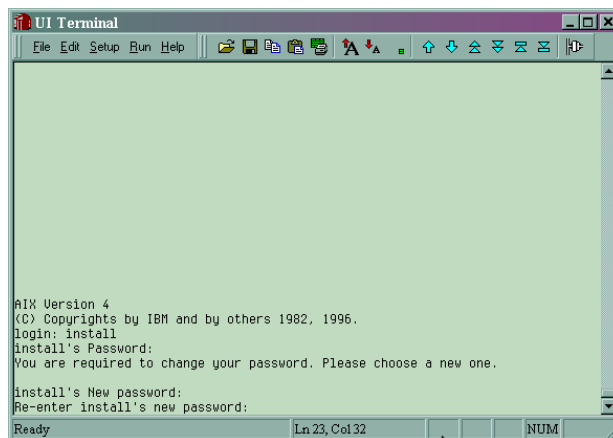 UI Terminal
File Edit Setup Run Help
AIX Version 4
(C) Copyrights by IBM and by others 1982, 1996.
login: install
install's Password:
You are required to change your password. Please choose a new one.
install's New password:
Re-enter install's new password:
Ready Ln 23, Col 32 NUM